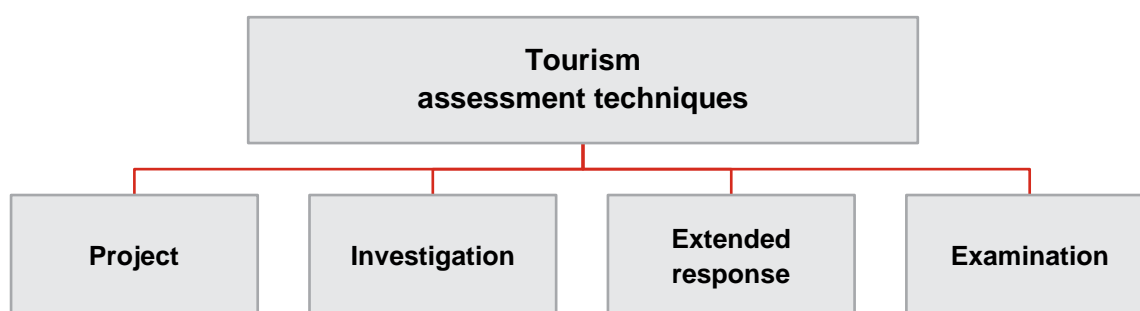 Tourism
assessment techniques
Project
Investigation
Extended
response
Examination